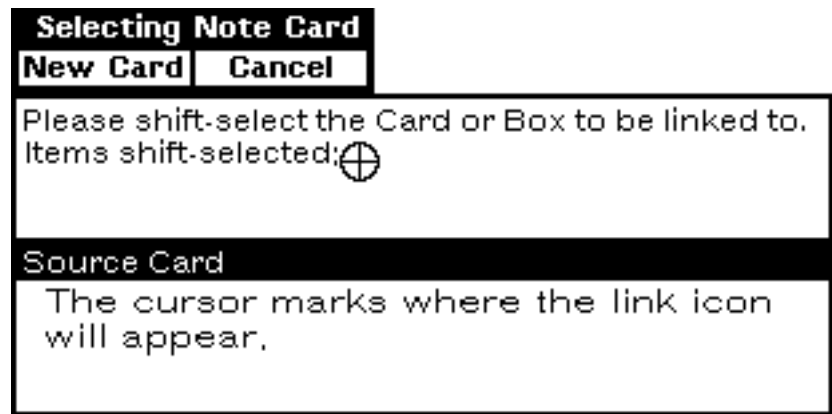 Selecting Note Card
New Card Cancel
Please shift-select the Card or Box to be linked to.
Items shift-selected:
Source Card
The cursor marks where the link icon
will appear.